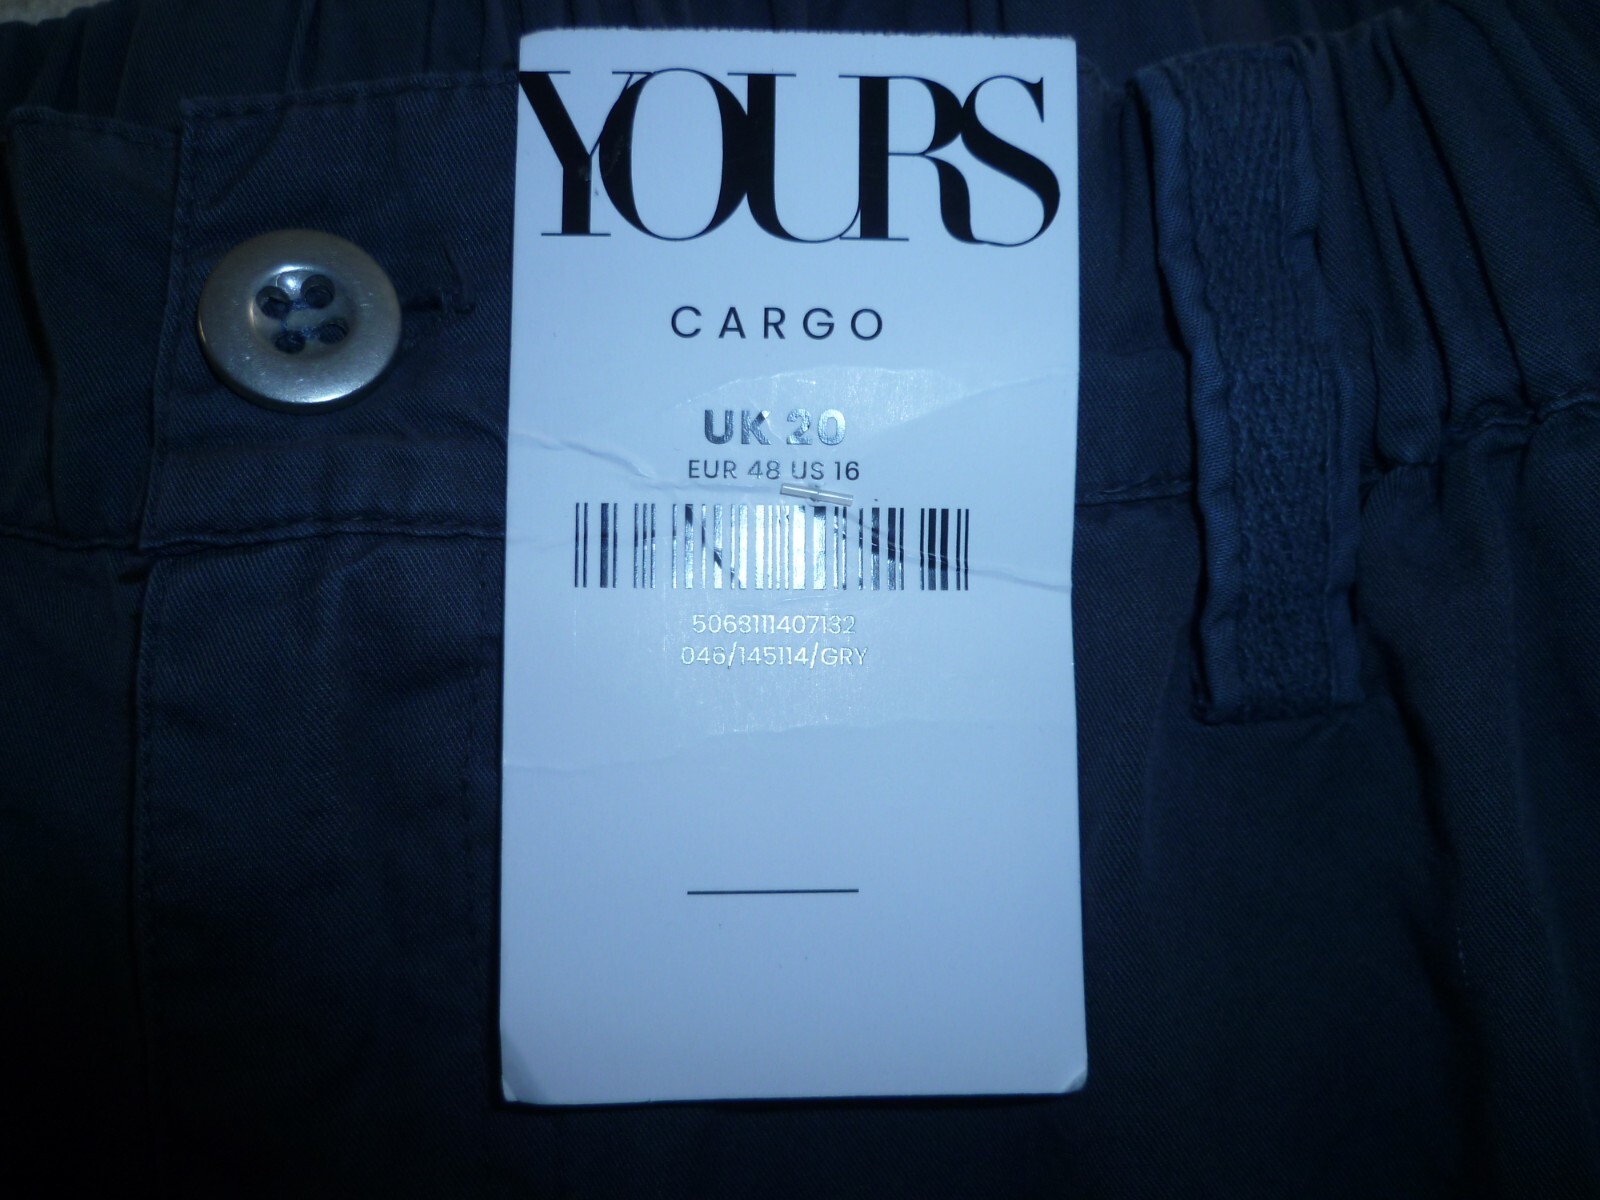 YOURS
CARGO
UK 20
EUR 48 US 16
5063111407132
046/145114/GRY